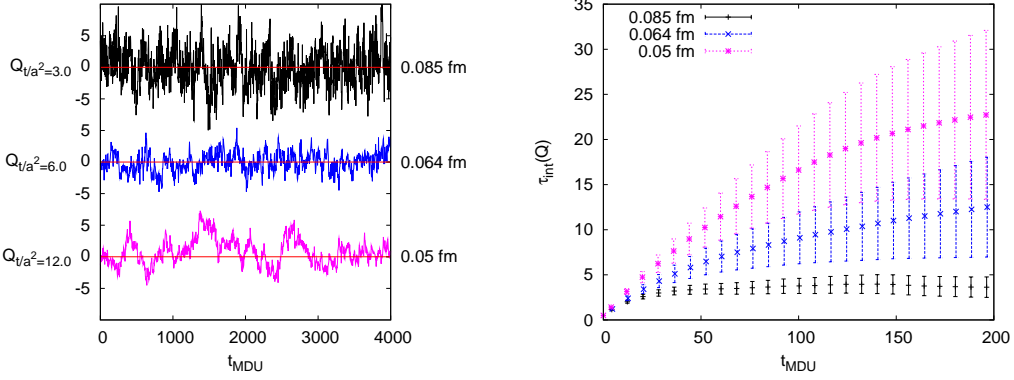 5
Q_{t/a^2=3.0} 0 0.085 fm
-5
5
Q_{t/a^2=6.0} 0 0.064 fm
-5
5
Q_{t/a^2=12.0} 0 0.05 fm
-5
0 1000 2000 3000 4000
t_{MDU}
35
30
25
20
15
10
5
0
τ_{int}(Q)
0.085 fm
0.064 fm
0.05 fm
0 50 100 150 200
t_{MDU}